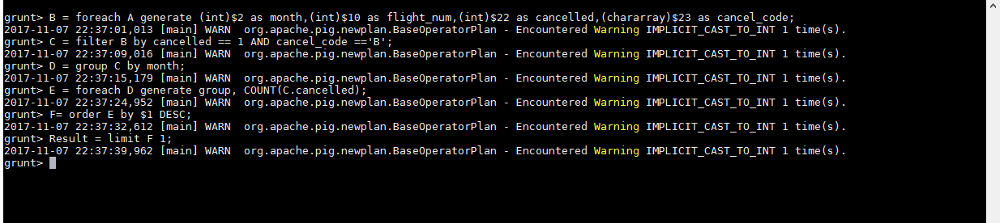 grunt> B = foreach A generate (int)$2 as month,(int)$10 as flight_num,(int)$22 as cancelled,(chararray)$23 as cancel_code;
2017-11-07 22:37:01,013 [main] WARN  org.apache.pig.newplan.BaseOperatorPlan - Encountered Warning IMPLICIT_CAST_TO_INT 1 time(s).
grunt> C = filter B by cancelled == 1 AND cancel_code =='B';
2017-11-07 22:37:09,016 [main] WARN  org.apache.pig.newplan.BaseOperatorPlan - Encountered Warning IMPLICIT_CAST_TO_INT 1 time(s).
grunt> D = group C by month;
2017-11-07 22:37:15,179 [main] WARN  org.apache.pig.newplan.BaseOperatorPlan - Encountered Warning IMPLICIT_CAST_TO_INT 1 time(s).
grunt> E = foreach D generate group, COUNT(C.cancelled);
2017-11-07 22:37:24,952 [main] WARN  org.apache.pig.newplan.BaseOperatorPlan - Encountered Warning IMPLICIT_CAST_TO_INT 1 time(s).
grunt> F= order E by $1 DESC;
2017-11-07 22:37:32,612 [main] WARN  org.apache.pig.newplan.BaseOperatorPlan - Encountered Warning IMPLICIT_CAST_TO_INT 1 time(s).
grunt> Result = limit F 1;
2017-11-07 22:37:39,962 [main] WARN  org.apache.pig.newplan.BaseOperatorPlan - Encountered Warning IMPLICIT_CAST_TO_INT 1 time(s).
grunt>